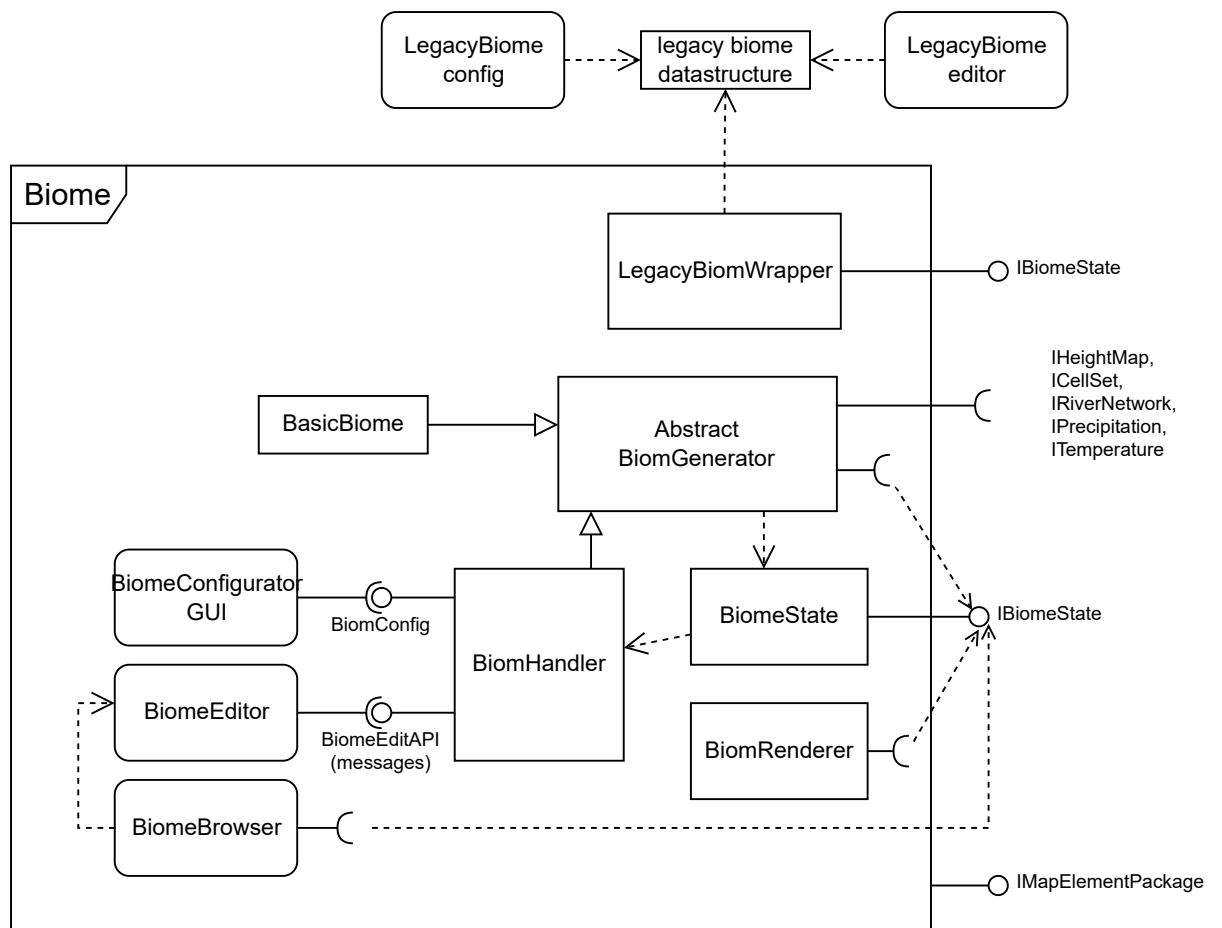 LegacyBiome
config
legacy biome
datastructure
LegacyBiome
editor
Biome
LegacyBiomWrapper
IBiomeState
IHeightMap,
ICellSet,
IRiverNetwork,
IPrecipitation,
ITemperature
BasicBiome
Abstract
BiomGenerator
BiomeConfigurator
GUI
BiomConfig
BiomHandler
BiomeState
IBiomeState
BiomeEditor
BiomeEditAPI
(messages)
BiomRenderer
BiomeBrowser
IMapElementPackage